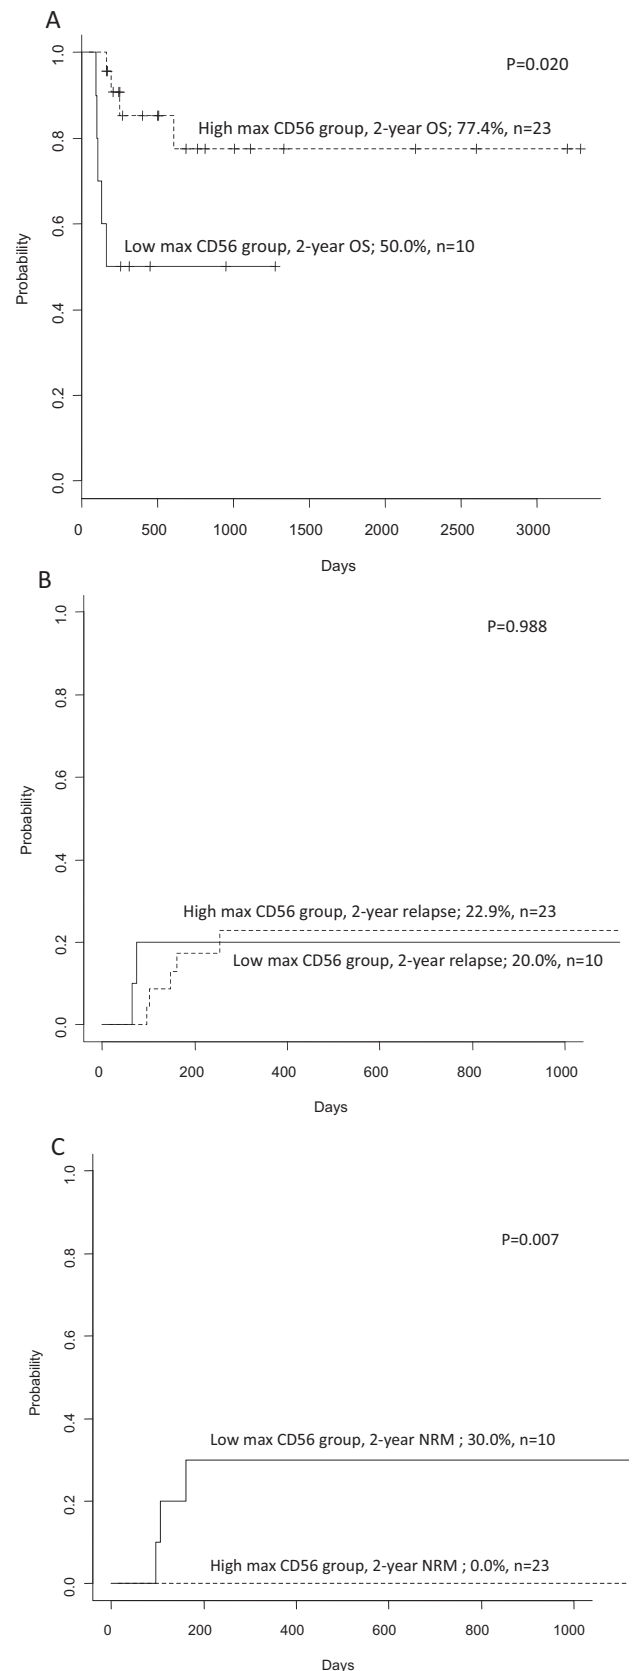 A
1.0
P=0.020
High max CD56 group, 2-year OS; 77.4%, n=23
0.8
0.6
Low max CD56 group, 2-year OS; 50.0%, n=10
Probability
0.4
0.2
0.0
0 500 1000 1500 2000 2500 3000
Days
B
1.0
P=0.988
0.8
0.6
Probability
0.4
High max CD56 group, 2-year relapse; 22.9%, n=23
0.2
Low max CD56 group, 2-year relapse; 20.0%, n=10
0.0
0 200 400 600 800 1000
Days
C
1.0
P=0.007
0.8
0.6
Probability
0.4
Low max CD56 group, 2-year NRM ; 30.0%, n=10
0.2
High max CD56 group, 2-year NRM ; 0.0%, n=23
0.0
0 200 400 600 800 1000
Days